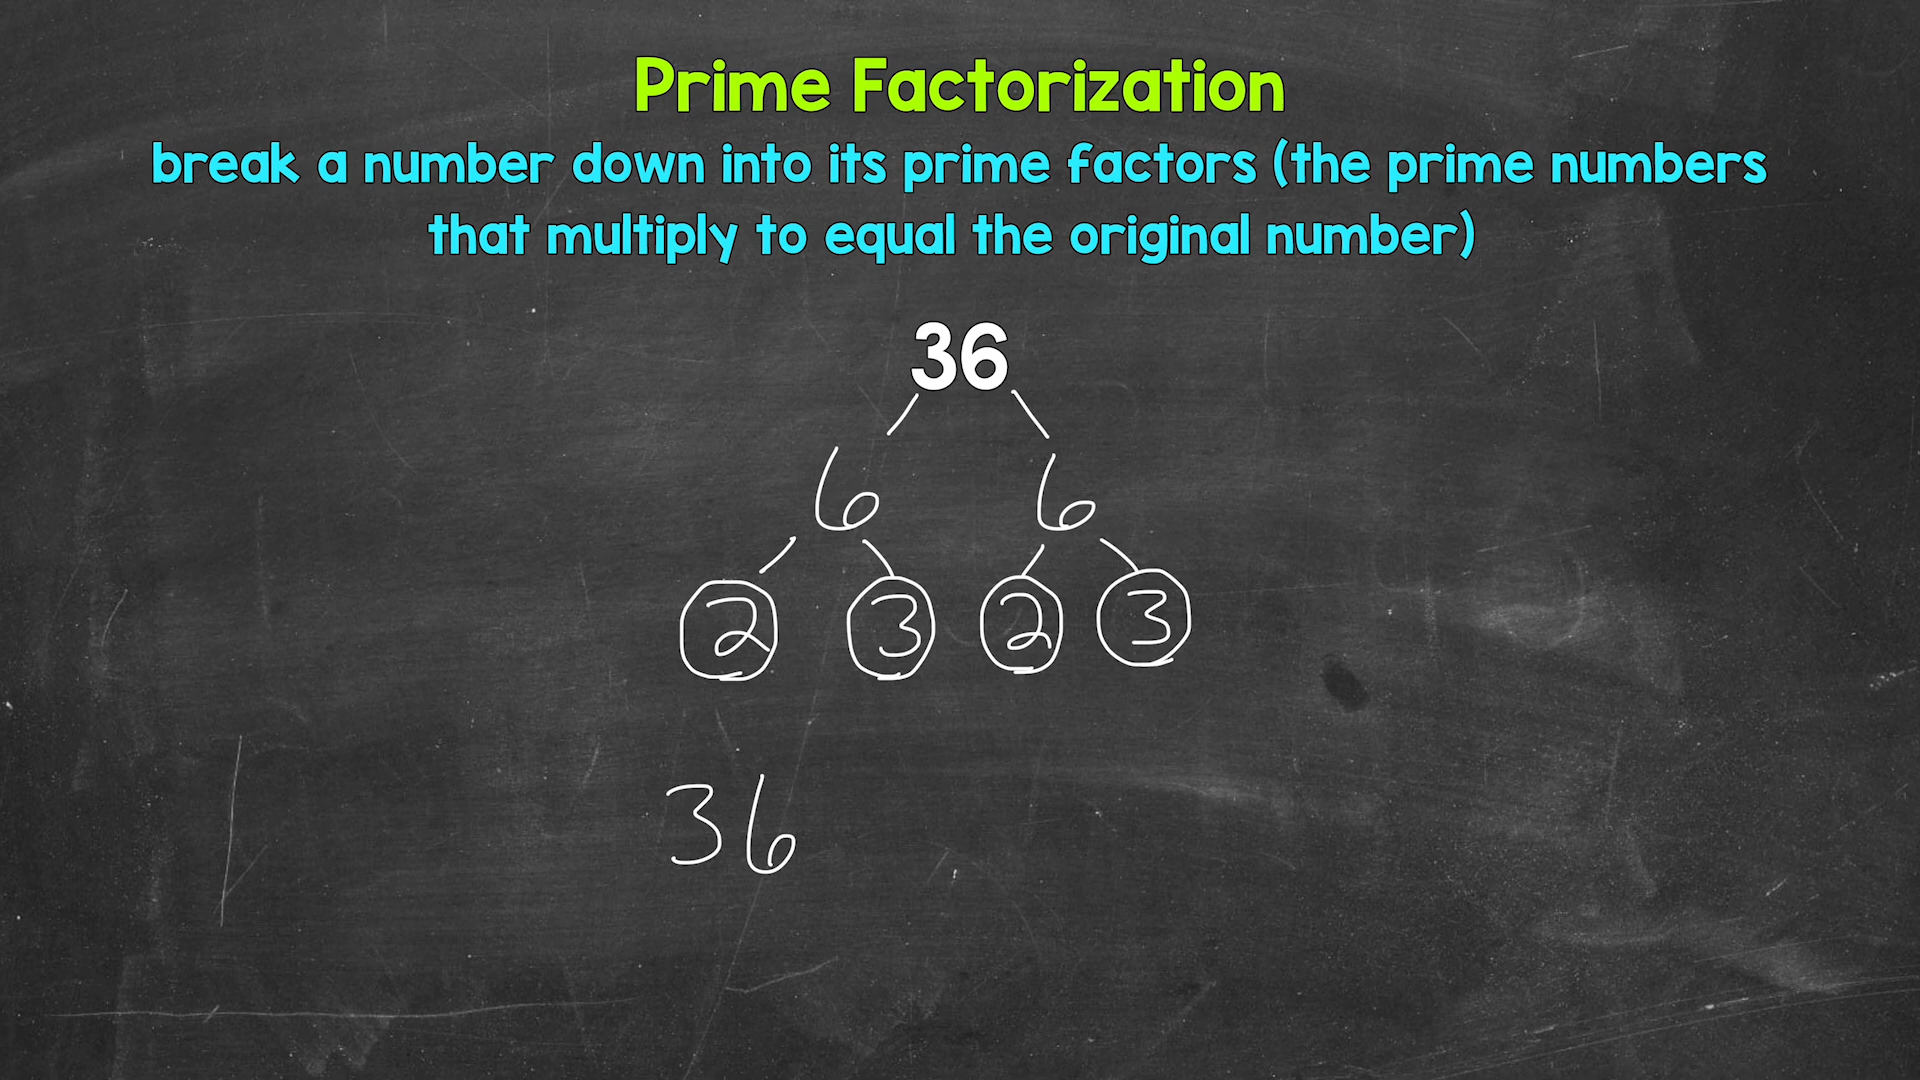 Prime Factorization
break a number down into its prime factors (the prime numbers
that multiply to equal the original number)
36
6 6
2 3 2 3
36